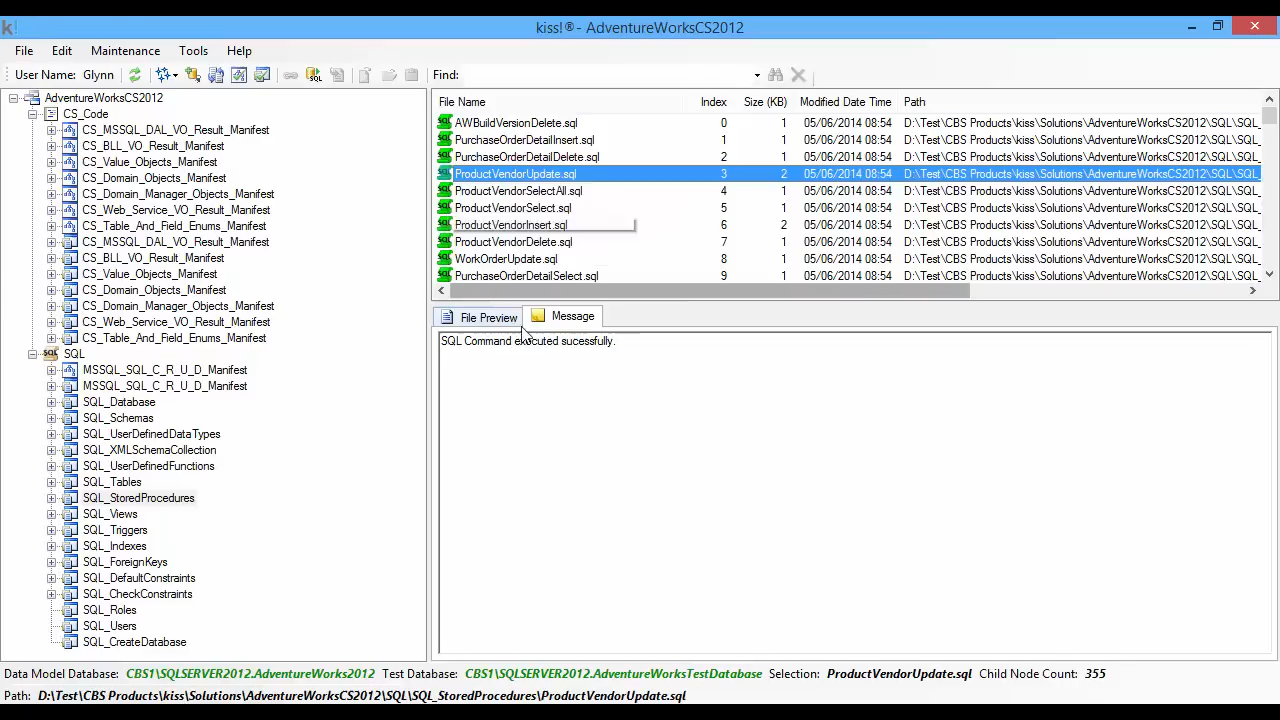 k!
kiss!® - AdventureWorksCS2012
File Edit Maintenance Tools Help
User Name: Glynn Find:
AdventureWorksCS2012
CS_Code
CS_MSSQL_DAL_VO_Result_Manifest
CS_BLL_VO_Result_Manifest
CS_Value_Objects_Manifest
CS_Domain_Objects_Manifest
CS_Domain_Manager_Objects_Manifest
CS_Web_Service_VO_Result_Manifest
CS_Table_And_Field_Enums_Manifest
CS_MSSQL_DAL_VO_Result_Manifest
CS_BLL_VO_Result_Manifest
CS_Value_Objects_Manifest
CS_Domain_Objects_Manifest
CS_Domain_Manager_Objects_Manifest
CS_Web_Service_VO_Result_Manifest
CS_Table_And_Field_Enums_Manifest
SQL
MSSQL_SQL_C_R_U_D_Manifest
MSSQL_SQL_C_R_U_D_Manifest
SQL_Database
SQL_Schemas
SQL_UserDefinedDataTypes
SQL_XMLSchemaCollection
SQL_UserDefinedFunctions
SQL_Tables
SQL_StoredProcedures
SQL_Views
SQL_Triggers
SQL_Indexes
SQL_ForeignKeys
SQL_DefaultConstraints
SQL_CheckConstraints
SQL_Roles
SQL_Users
SQL_CreateDatabase
File Name Index Size (KB) Modified Date Time Path
AWBuildVersionDelete.sql 0 1 05/06/2014 08:54 D:\Test\CBS Products\kiss\Solutions\AdventureWorksCS2012\SQL\SQL_
PurchaseOrderDetailInsert.sql 1 1 05/06/2014 08:54 D:\Test\CBS Products\kiss\Solutions\AdventureWorksCS2012\SQL\SQL_
PurchaseOrderDetailDelete.sql 2 1 05/06/2014 08:54 D:\Test\CBS Products\kiss\Solutions\AdventureWorksCS2012\SQL\SQL_
ProductVendorUpdate.sql 3 2 05/06/2014 08:54 D:\Test\CBS Products\kiss\Solutions\AdventureWorksCS2012\SQL\SQL_
ProductVendorSelectAll.sql 4 1 05/06/2014 08:54 D:\Test\CBS Products\kiss\Solutions\AdventureWorksCS2012\SQL\SQL_
ProductVendorSelect.sql 5 1 05/06/2014 08:54 D:\Test\CBS Products\kiss\Solutions\AdventureWorksCS2012\SQL\SQL_
ProductVendorInsert.sql 6 2 05/06/2014 08:54 D:\Test\CBS Products\kiss\Solutions\AdventureWorksCS2012\SQL\SQL_
ProductVendorDelete.sql 7 1 05/06/2014 08:54 D:\Test\CBS Products\kiss\Solutions\AdventureWorksCS2012\SQL\SQL_
WorkOrderUpdate.sql 8 1 05/06/2014 08:54 D:\Test\CBS Products\kiss\Solutions\AdventureWorksCS2012\SQL\SQL_
PurchaseOrderDetailSelect.sql 9 1 05/06/2014 08:54 D:\Test\CBS Products\kiss\Solutions\AdventureWorksCS2012\SQL\SQL_
File Preview Message
SQL Command executed sucessfully.
Data Model Database: CBS1\SQLSERVER2012.AdventureWorks2012 Test Database: CBS1\SQLSERVER2012.AdventureWorksTestDatabase Selection: ProductVendorUpdate.sql Child Node Count: 355
Path: D:\Test\CBS Products\kiss\Solutions\AdventureWorksCS2012\SQL\SQL_StoredProcedures\ProductVendorUpdate.sql